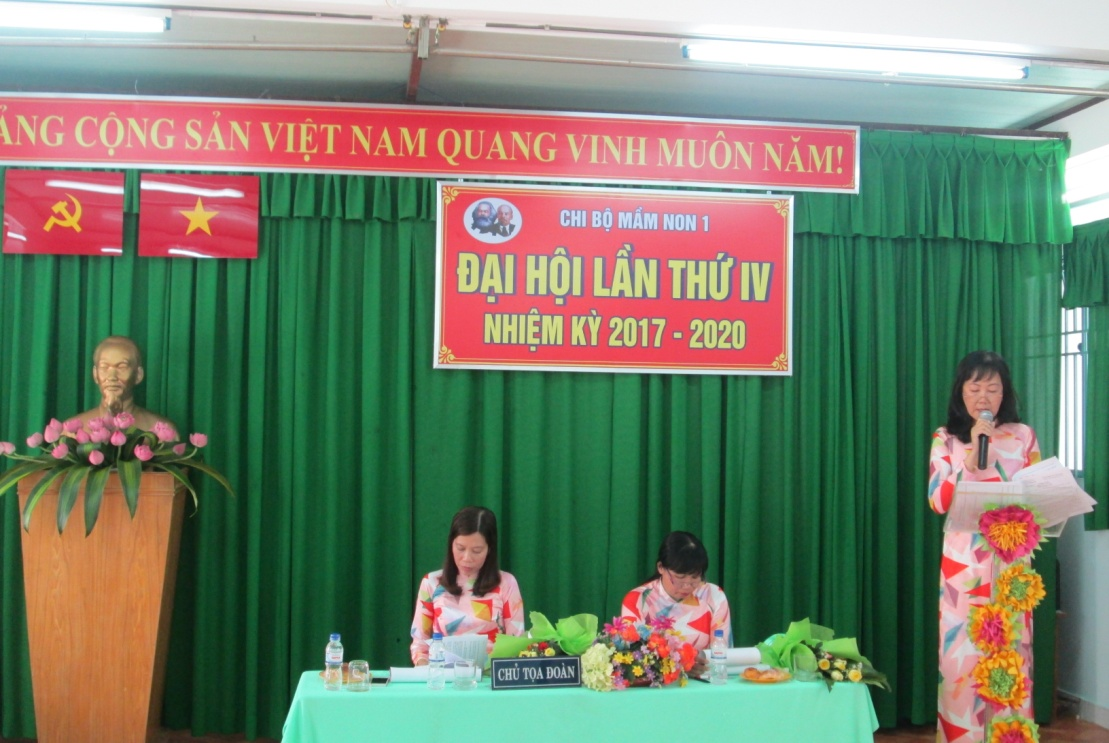 ẢNG CỘNG SẢN VIỆT NAM QUANG VINH MUÔN NĂM!
CHI BỘ MẦM NON 1
ĐẠI HỘI LẦN THỨ IV
NHIỆM KỲ 2017 - 2020
CHỦ TỌA ĐOÀN